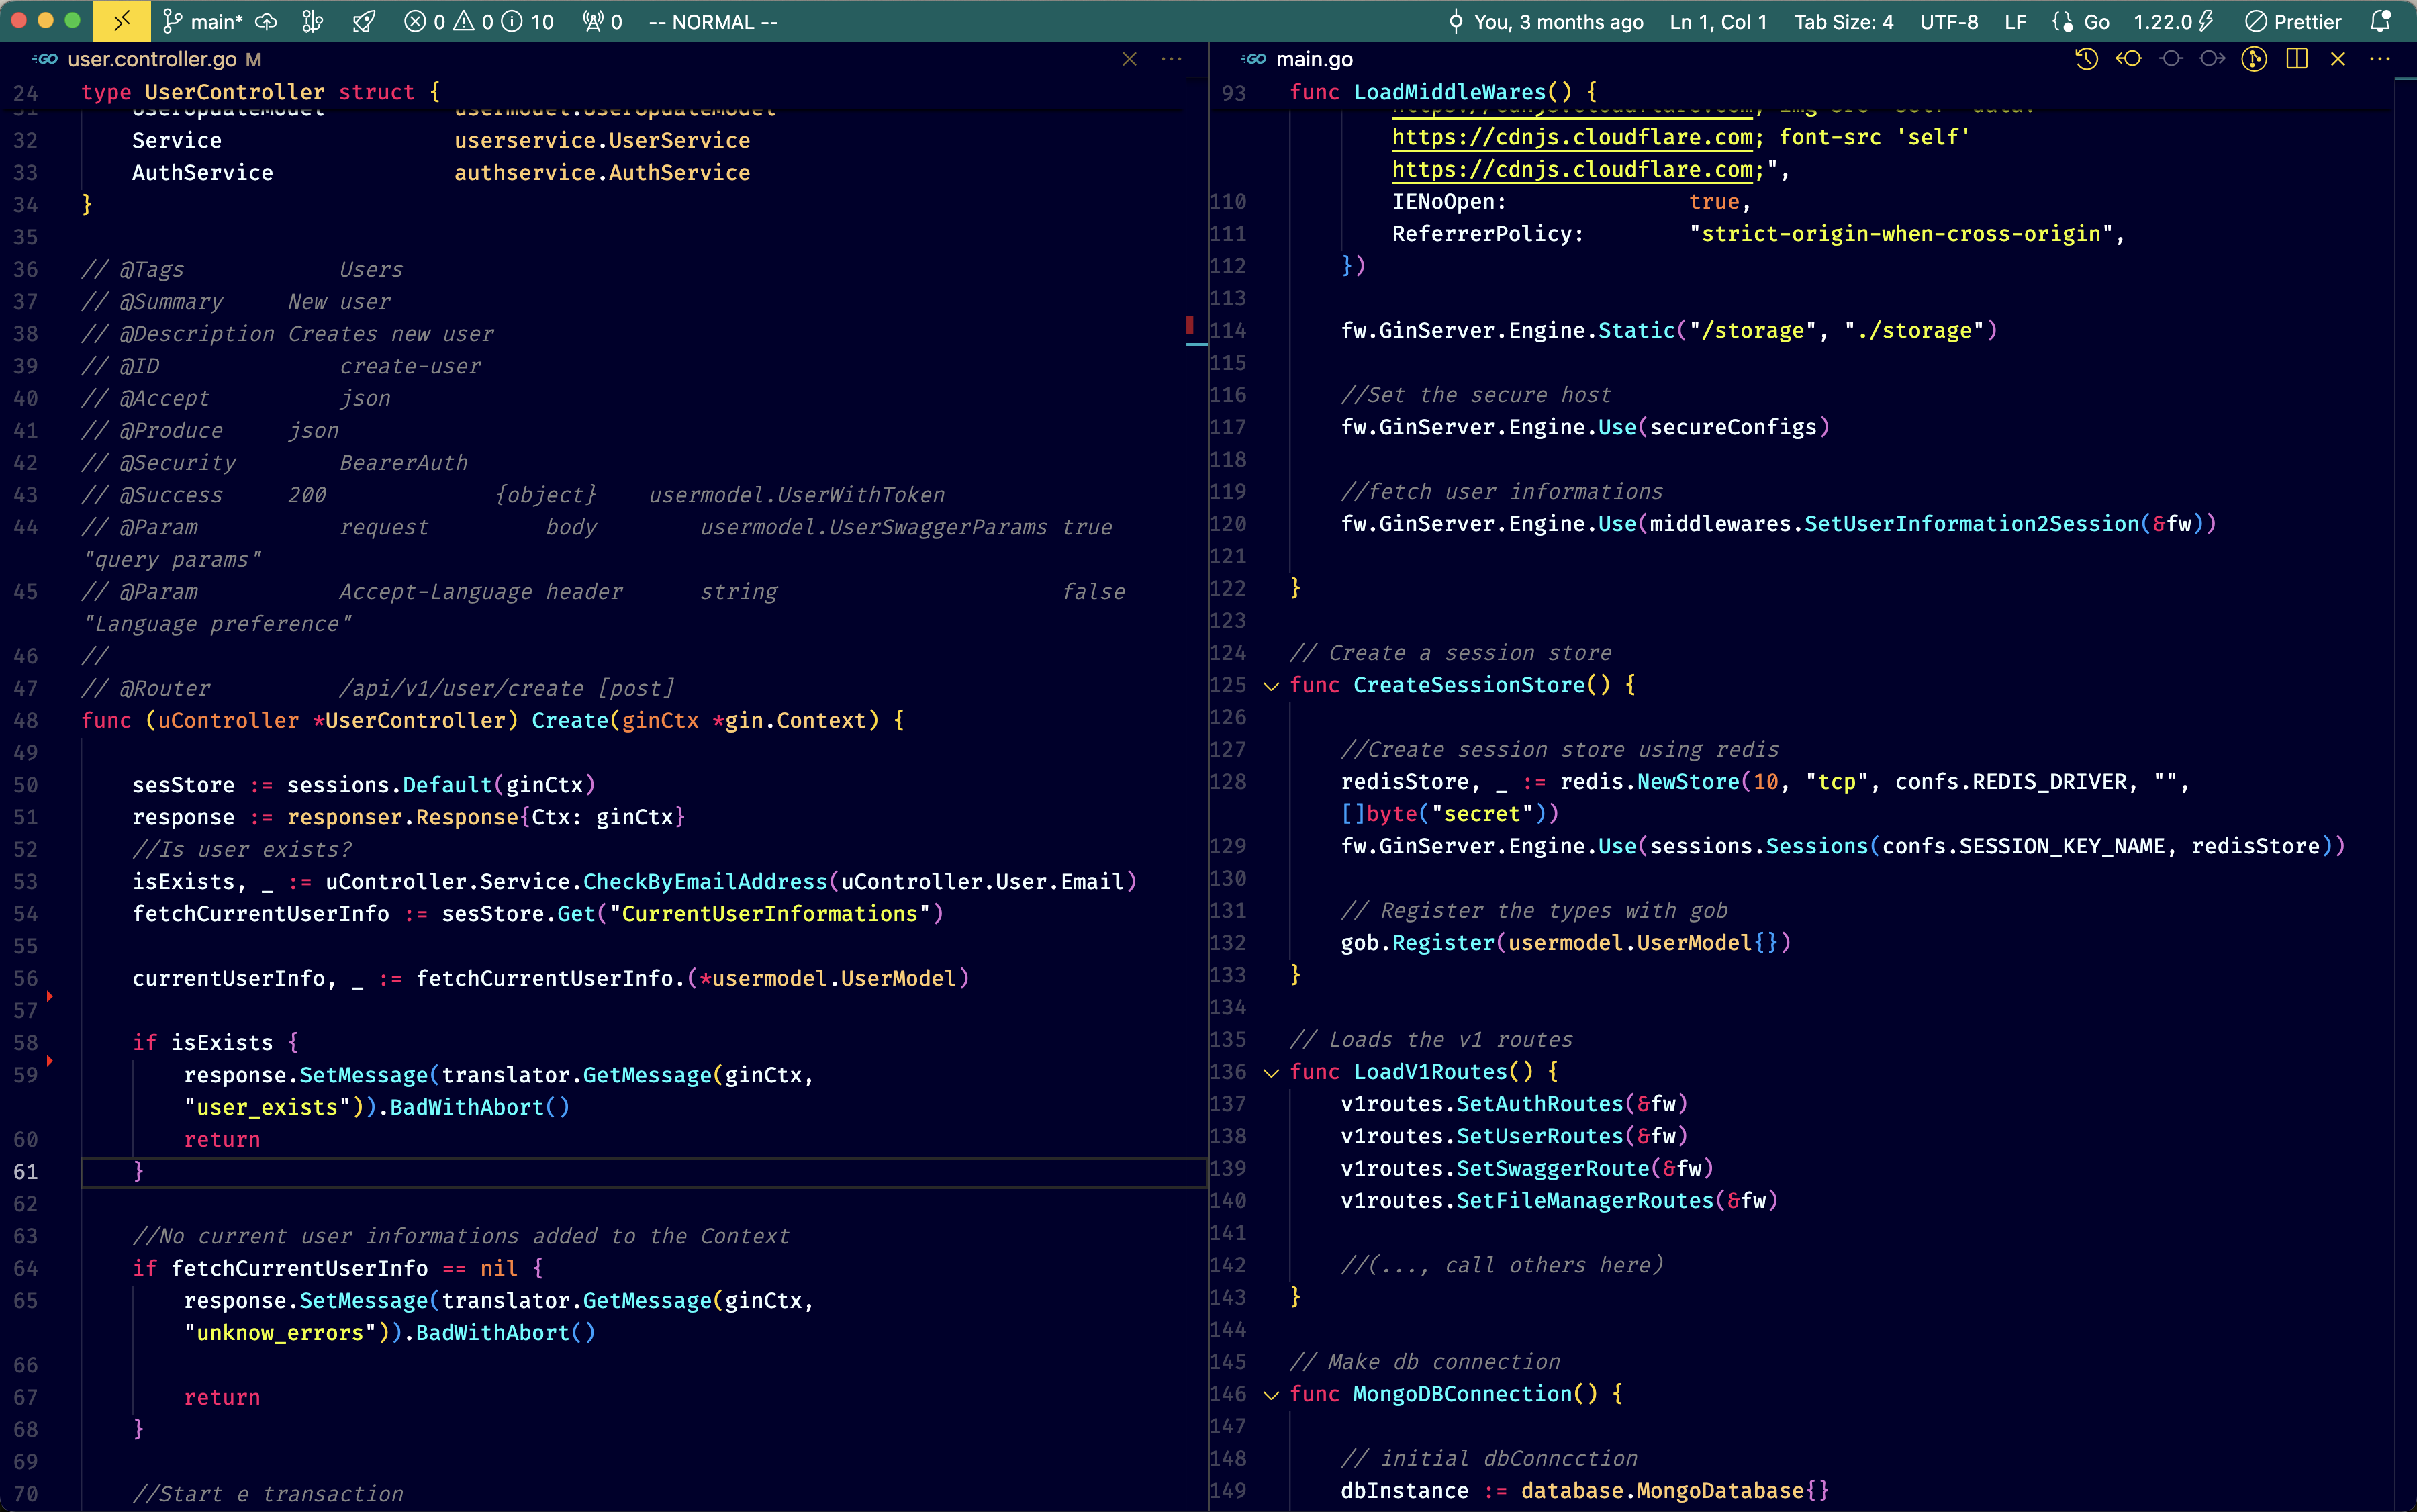 main* 0 0 10 0 -- NORMAL -- You, 3 months ago Ln 1, Col 1 Tab Size: 4 UTF-8 LF Go 1.22.0 Prettier
user.controller.go M
24 type UserController struct {
31 UserUpdateModel usermodel.UserUpdateModel
32 Service userservice.UserService
33 AuthService authservice.AuthService
34 }
35
36 // @Tags Users
37 // @Summary New user
38 // @Description Creates new user
39 // @ID create-user
40 // @Accept json
41 // @Produce json
42 // @Security BearerAuth
43 // @Success 200 {object} usermodel.UserWithToken
44 // @Param request body usermodel.UserSwaggerParams true
"query params"
45 // @Param Accept-Language header string false
"Language preference"
46 //
47 // @Router /api/v1/user/create [post]
48 func (uController *UserController) Create(ginCtx *gin.Context) {
49
50 sesStore := sessions.Default(ginCtx)
51 response := responser.Response{Ctx: ginCtx}
52 //Is user exists?
53 isExists, _ := uController.Service.CheckByEmailAddress(uController.User.Email)
54 fetchCurrentUserInfo := sesStore.Get("CurrentUserInformations")
55
56 currentUserInfo, _ := fetchCurrentUserInfo.(*usermodel.UserModel)
57
58 if isExists {
59 response.SetMessage(translator.GetMessage(ginCtx,
"user_exists")).BadWithAbort()
60 return
61 }
62
63 //No current user informations added to the Context
64 if fetchCurrentUserInfo == nil {
65 response.SetMessage(translator.GetMessage(ginCtx,
"unknow_errors")).BadWithAbort()
66
67 return
68 }
69
70 //Start e transaction
main.go
93 func LoadMiddleWares() {
https://cdnjs.cloudflare.com; img-src 'self' data:
https://cdnjs.cloudflare.com; font-src 'self'
https://cdnjs.cloudflare.com;",
110 IENoOpen: true,
111 ReferrerPolicy: "strict-origin-when-cross-origin",
112 })
113
114 fw.GinServer.Engine.Static("/storage", "./storage")
115
116 //Set the secure host
117 fw.GinServer.Engine.Use(secureConfigs)
118
119 //fetch user informations
120 fw.GinServer.Engine.Use(middlewares.SetUserInformation2Session(&fw))
121
122 }
123
124 // Create a session store
125 func CreateSessionStore() {
126
127 //Create session store using redis
128 redisStore, _ := redis.NewStore(10, "tcp", confs.REDIS_DRIVER, "",
[]byte("secret"))
129 fw.GinServer.Engine.Use(sessions.Sessions(confs.SESSION_KEY_NAME, redisStore))
130
131 // Register the types with gob
132 gob.Register(usermodel.UserModel{})
133 }
134
135 // Loads the v1 routes
136 func LoadV1Routes() {
137 v1routes.SetAuthRoutes(&fw)
138 v1routes.SetUserRoutes(&fw)
139 v1routes.SetSwaggerRoute(&fw)
140 v1routes.SetFileManagerRoutes(&fw)
141
142 //(..., call others here)
143 }
144
145 // Make db connection
146 func MongoDBConnection() {
147
148 // initial dbConncction
149 dbInstance := database.MongoDatabase{}